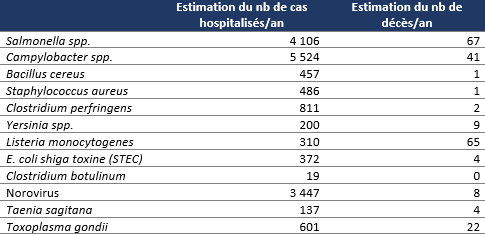 Estimation du nb de cas hospitalisés/an Estimation du nb de décès/an
Salmonella spp. 4 106 67
Campylobacter spp. 5 524 41
Bacillus cereus 457 1
Staphylococcus aureus 486 1
Clostridium perfringens 811 2
Yersinia spp. 200 9
Listeria monocytogenes 310 65
E. coli shiga toxine (STEC) 372 4
Clostridium botulinum 19 0
Norovirus 3 447 8
Taenia sagitana 137 4
Toxoplasma gondii 601 22